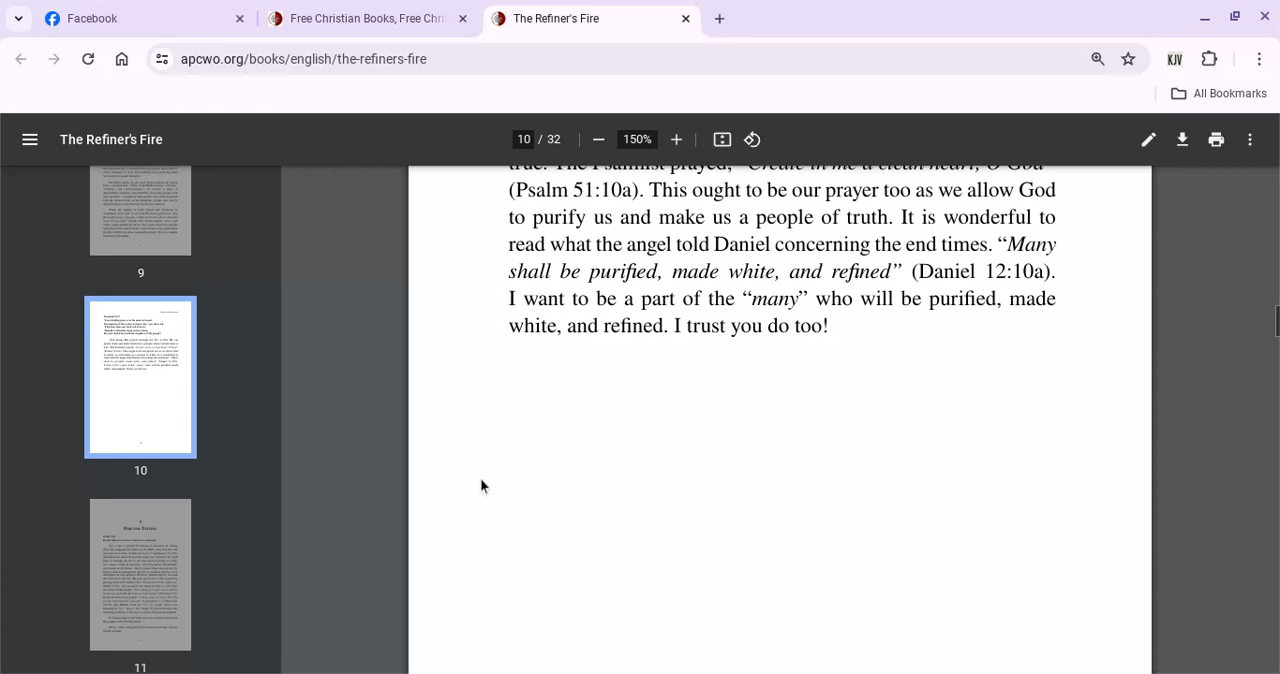 Facebook
Free Christian Books, Free Chri
The Refiner's Fire
apcwo.org/books/english/the-refiners-fire
KJV
All Bookmarks
The Refiner's Fire
10 / 32
150%
9
10
11
(Psalm 51:10a). This ought to be our prayer too as we allow God
to purify us and make us a people of truth. It is wonderful to
read what the angel told Daniel concerning the end times. “Many
shall be purified, made white, and refined” (Daniel 12:10a).
I want to be a part of the “many” who will be purified, made
white, and refined. I trust you do too!